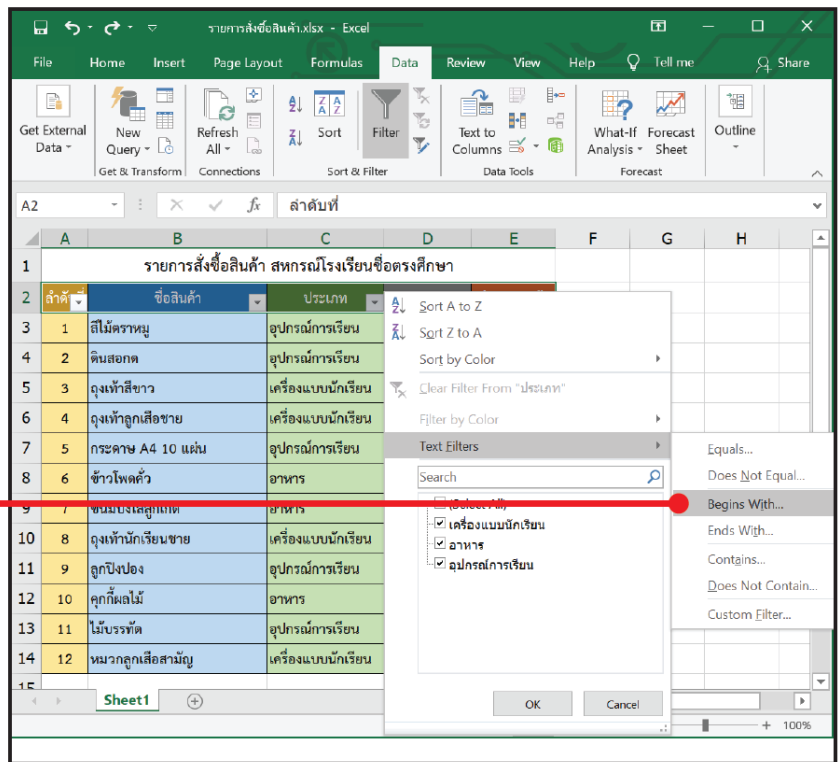 รายการสั่งซื้อสินค้า.xlsx - Excel
File Home Insert Page Layout Formulas Data Review View Help Tell me Share
Get External Data
New Query
Refresh All
Sort
Filter
Text to Columns
What-If Analysis
Forecast Sheet
Outline
Get & Transform Connections Sort & Filter Data Tools Forecast
A2 fx ลำดับที่
A B C D E F G H
1 รายการสั่งซื้อสินค้า สหกรณ์โรงเรียนซื่อตรงศึกษา
2 ชื่อสินค้า ประเภท
3 1 สีไม้ตราหมู อุปกรณ์การเรียน
4 2 ดินสอกด อุปกรณ์การเรียน
5 3 ถุงเท้าสีขาว เครื่องแบบนักเรียน
6 4 ถุงเท้าลูกเสือชาย เครื่องแบบนักเรียน
7 5 กระดาษ A4 10 แผ่น อุปกรณ์การเรียน
8 6 ข้าวโพดคั่ว อาหาร
9 7 อาหาร
10 8 ถุงเท้านักเรียนชาย เครื่องแบบนักเรียน
11 9 ลูกปิงปอง อุปกรณ์การเรียน
12 10 คุกกี้ผลไม้ อาหาร
13 11 ไม้บรรทัด อุปกรณ์การเรียน
14 12 หมวกลูกเสือสามัญ เครื่องแบบนักเรียน
15
Sort A to Z
Sort Z to A
Sort by Color
Clear Filter From "ประเภท"
Filter by Color
Text Filters
Search
(Select All)
เครื่องแบบนักเรียน
อาหาร
อุปกรณ์การเรียน
OK Cancel
Equals...
Does Not Equal...
Begins With...
Ends With...
Contains...
Does Not Contain...
Custom Filter...
Sheet1
100%